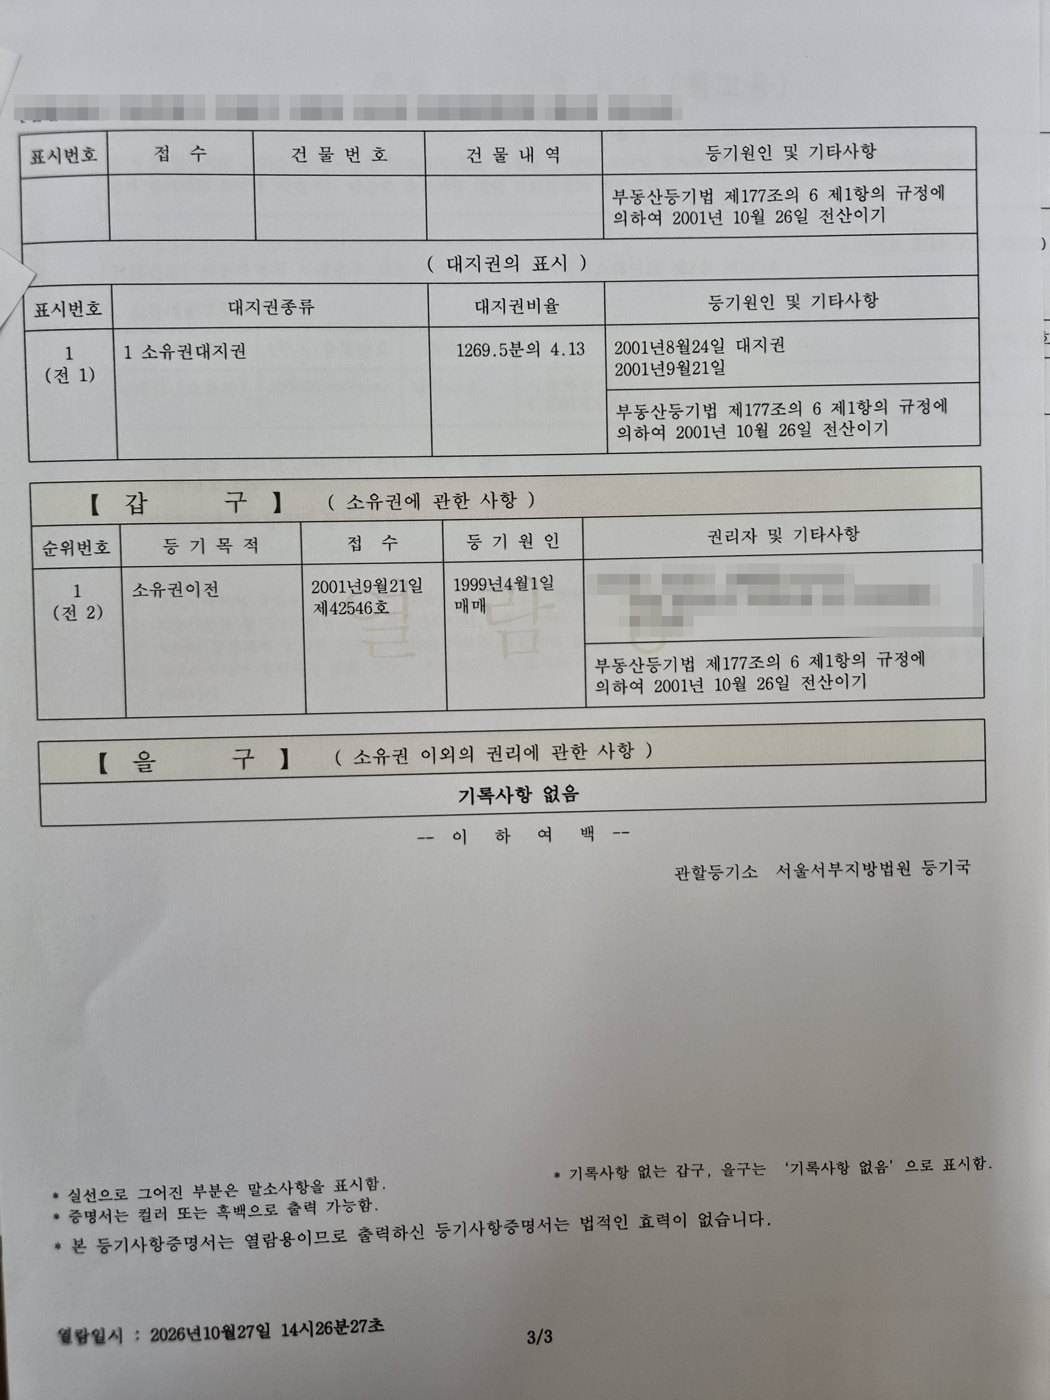 표시번호 접 수 건 물 번 호 건 물 내 역 등기원인 및 기타사항
부동산등기법 제177조의 6 제1항의 규정에
의하여 2001년 10월 26일 전산이기
( 대지권의 표시 )
표시번호 대지권종류 대지권비율 등기원인 및 기타사항
1 1 소유권대지권 1269.5분의 4.13 2001년8월24일 대지권
(전 1) 2001년9월21일
부동산등기법 제177조의 6 제1항의 규정에
의하여 2001년 10월 26일 전산이기
【 갑 구 】 ( 소유권에 관한 사항 )
순위번호 등 기 목 적 접 수 등 기 원 인 권리자 및 기타사항
1 소유권이전 2001년9월21일 1999년4월1일
(전 2) 제42546호 매매
열 람
부동산등기법 제177조의 6 제1항의 규정에
의하여 2001년 10월 26일 전산이기
【 을 구 】 ( 소유권 이외의 권리에 관한 사항 )
기록사항 없음
-- 이 하 여 백 --
관할등기소 서울서부지방법원 등기국
* 실선으로 그어진 부분은 말소사항을 표시함. * 기록사항 없는 갑구, 을구는 '기록사항 없음' 으로 표시함.
* 증명서는 컬러 또는 흑백으로 출력 가능함.
* 본 등기사항증명서는 열람용이므로 출력하신 등기사항증명서는 법적인 효력이 없습니다.
열람일시 : 2026년10월27일 14시26분27초 3/3